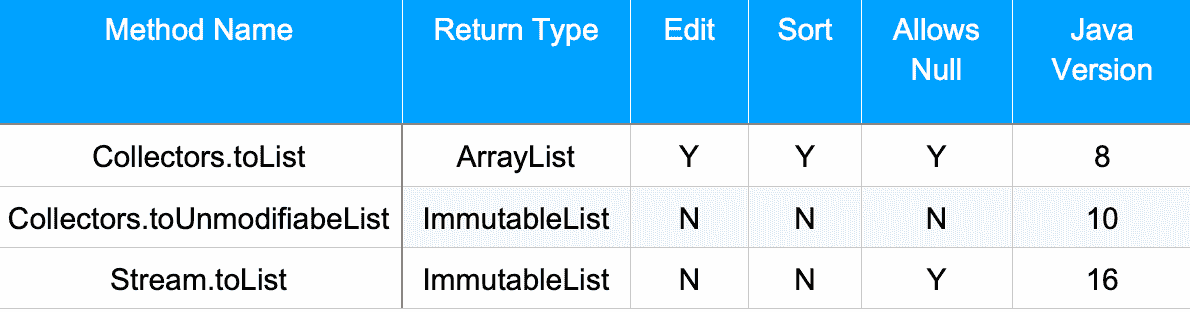 Method Name Return Type Edit Sort Allows Null Java Version
Collectors.toList ArrayList Y Y Y 8
Collectors.toUnmodifiabeList ImmutableList N N N 10
Stream.toList ImmutableList N N Y 16